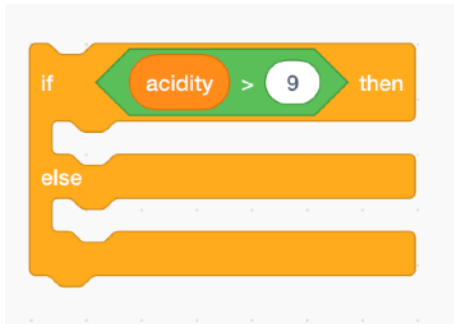 if acidity > 9 then
else